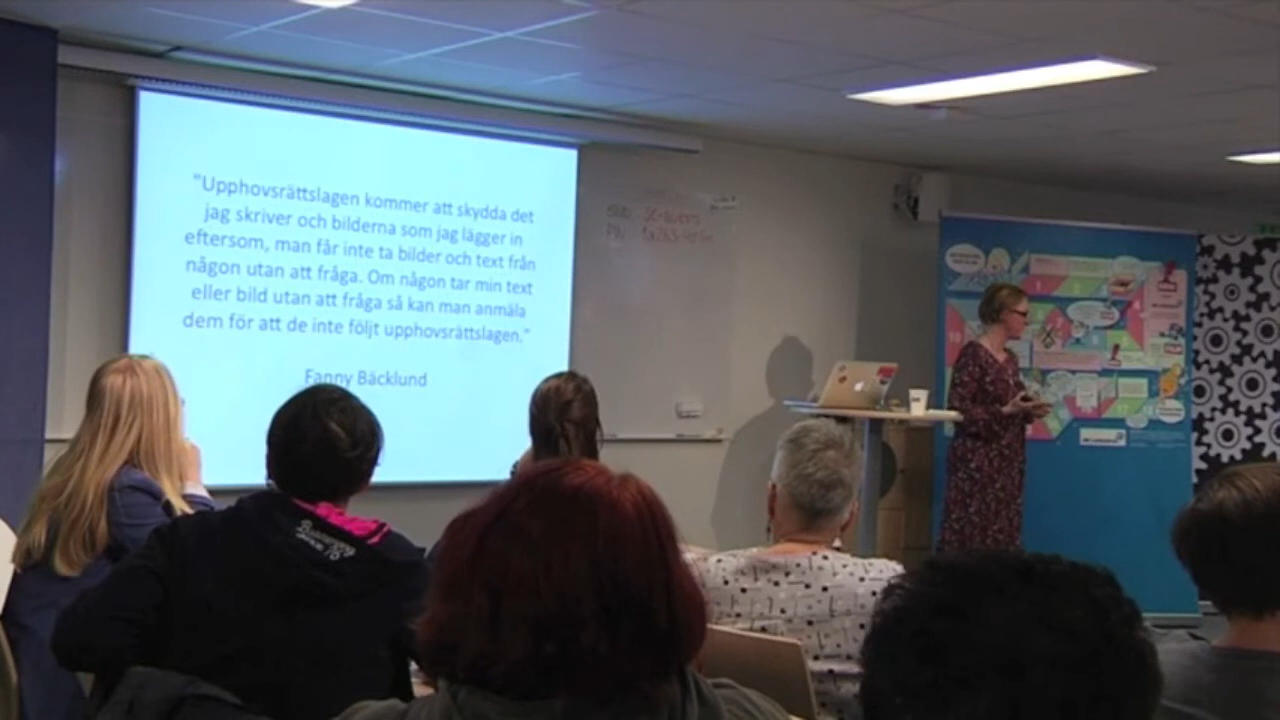 "Upphovsrättslagen kommer att skydda det
jag skriver och bilderna som jag lägger in
eftersom, man får inte ta bilder och text från
någon utan att fråga. Om någon tar min text
eller bild utan att fråga så kan man anmäla
dem för att de inte följt upphovsrättslagen."
Fanny Bäcklund